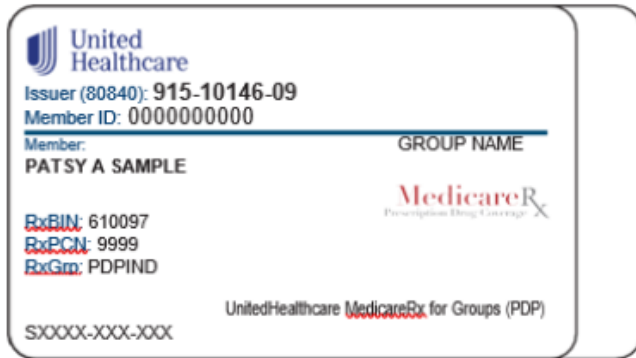 United
Healthcare
Issuer (80840): 915-10146-09
Member ID: 0000000000
Member:
GROUP NAME
PATSY A SAMPLE
MedicareRx
Prescription Drug Coverage
RxBIN: 610097
RxPCN: 9999
RxGrp: PDPIND
UnitedHealthcare MedicareRx for Groups (PDP)
SXXXX-XXX-XXX